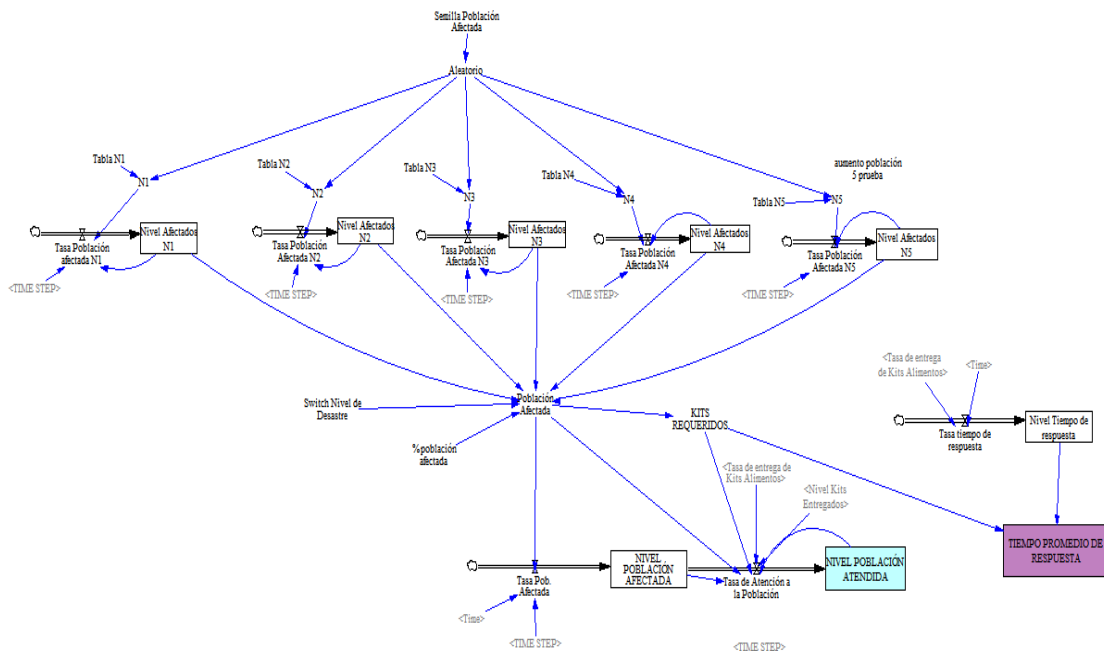 Semilla Población
Afectada
Aleatorio
Tabla N1
N1
Tabla N2
N2
Tabla N3
N3
Tabla N4
N4
aumento población
5 prueba
Tabla N5
N5
Tasa Población
afectada N1
Nivel Afectados
N1
<TIME STEP>
Tasa Población
Afectada N2
Nivel Afectados
N2
<TIME STEP>
Tasa Población
Afectada N3
Nivel Afectados
N3
<TIME STEP>
Tasa Población
Afectada N4
Nivel Afectados
N4
<TIME STEP>
Tasa Población
Afectada N5
Nivel Afectados
N5
<TIME STEP>
<Tasa de entrega
de Kits Alimentos>
<Time>
Tasa tiempo de
respuesta
Nivel Tiempo de
respuesta
Switch Nivel de
Desastre
Población
Afectada
KITS
REQUERIDOS
%población
afectada
<Tasa de entrega de
Kits Alimentos>
<Nivel Kits
Entregados>
TIEMPO PROMEDIO DE
RESPUESTA
Tasa Pob.
Afectada
NIVEL
POBLACIÓN
AFECTADA
Tasa de Atención a
la Población
NIVEL POBLACIÓN
ATENDIDA
<Time>
<TIME STEP>
<TIME STEP>